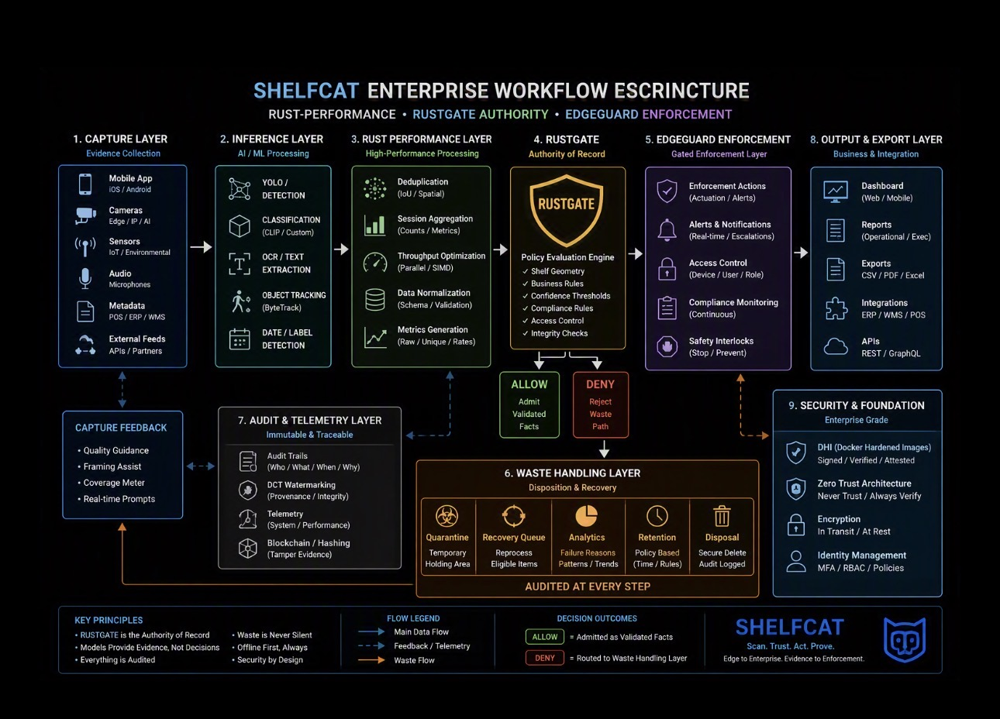 SHELFCAT ENTERPRISE WORKFLOW ESCRINCTURE
RUST-PERFORMANCE • RUSTGATE AUTHORITY • EDGEGUARD ENFORCEMENT
1. CAPTURE LAYER
Evidence Collection
Mobile App
iOS / Android
Cameras
Edge / IP / AI
Sensors
IoT / Environmental
Audio
Microphones
Metadata
POS / ERP / WMS
External Feeds
APIs / Partners
2. INFERENCE LAYER
AI / ML Processing
YOLO /
DETECTION
CLASSIFICATION
(CLIP / Custom)
OCR / TEXT
EXTRACTION
OBJECT TRACKING
(ByteTrack)
DATE / LABEL
DETECTION
3. RUST PERFORMANCE LAYER
High-Performance Processing
Deduplication
(IoU / Spatial)
Session Aggregation
(Counts / Metrics)
Throughput Optimization
(Parallel / SIMD)
Data Normalization
(Schema / Validation)
Metrics Generation
(Raw / Unique / Rates)
4. RUSTGATE
Authority of Record
RUSTGATE
Policy Evaluation Engine
✓ Shelf Geometry
✓ Business Rules
✓ Confidence Thresholds
✓ Compliance Rules
✓ Access Control
✓ Integrity Checks
ALLOW
Admit
Validated
Facts
DENY
Reject
Waste
Path
5. EDGEGUARD ENFORCEMENT
Gated Enforcement Layer
Enforcement Actions
(Actuation / Alerts)
Alerts & Notifications
(Real-time / Escalations)
Access Control
(Device / User / Role)
Compliance Monitoring
(Continuous)
Safety Interlocks
(Stop / Prevent)
8. OUTPUT & EXPORT LAYER
Business & Integration
Dashboard
(Web / Mobile)
Reports
(Operational / Exec)
Exports
CSV / PDF / Excel
Integrations
ERP / WMS / POS
APIs
REST / GraphQL
CAPTURE FEEDBACK
• Quality Guidance
• Framing Assist
• Coverage Meter
• Real-time Prompts
7. AUDIT & TELEMETRY LAYER
Immutable & Traceable
Audit Trails
(Who / What / When / Why)
DCT Watermarking
(Provenance / Integrity)
Telemetry
(System / Performance)
Blockchain / Hashing
(Tamper Evidence)
6. WASTE HANDLING LAYER
Disposition & Recovery
Quarantine
Temporary
Holding Area
Recovery Queue
Reprocess
Eligible Items
Analytics
Failure Reasons
Patterns / Trends
Retention
Policy Based
(Time / Rules)
Disposal
Secure Delete
Audit Logged
AUDITED AT EVERY STEP
9. SECURITY & FOUNDATION
Enterprise Grade
DHI (Docker Hardened Images)
Signed / Verified / Attested
Zero Trust Architecture
Never Trust / Always Verify
Encryption
In Transit / At Rest
Identity Management
MFA / RBAC / Policies
KEY PRINCIPLES
• RUSTGATE is the Authority of Record
• Models Provide Evidence, Not Decisions
• Everything is Audited
• Waste is Never Silent
• Offline First, Always
• Security by Design
FLOW LEGEND
Main Data Flow
Feedback / Telemetry
Waste Flow
DECISION OUTCOMES
ALLOW = Admitted as Validated Facts
DENY = Routed to Waste Handling Layer
SHELFCAT
Scan. Trust. Act. Prove.
Edge to Enterprise. Evidence to Enforcement.